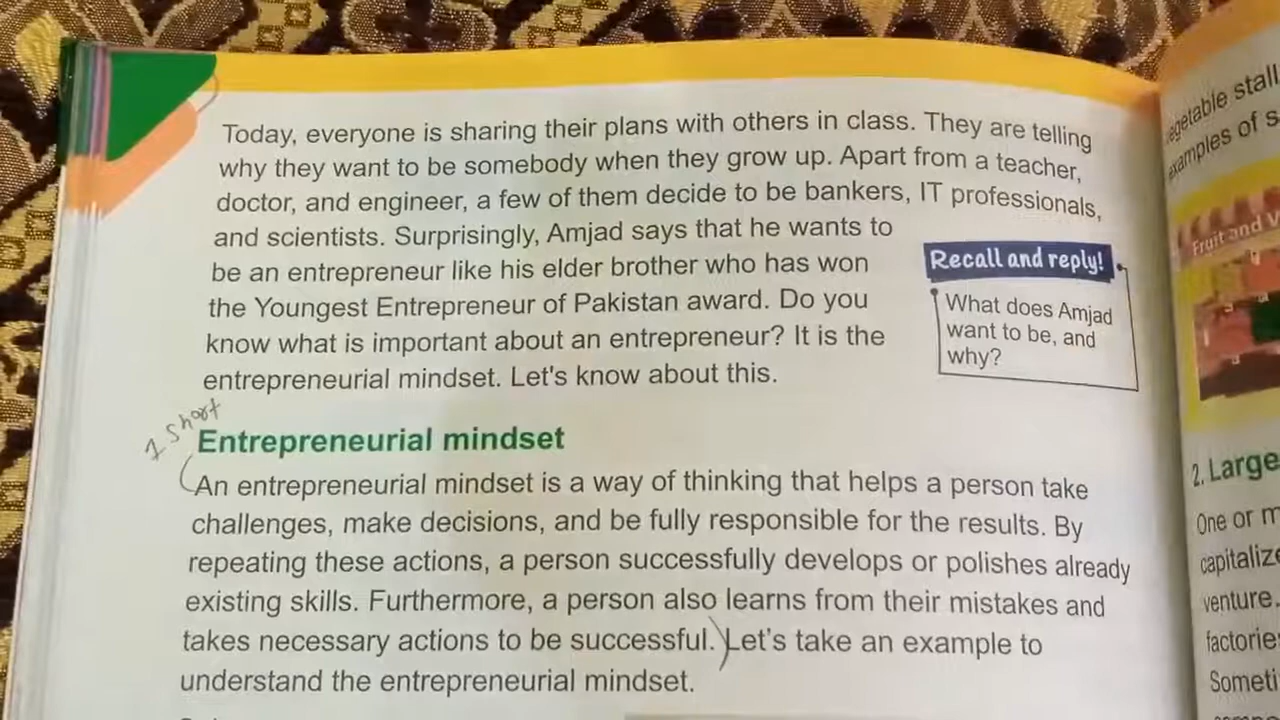 Today, everyone is sharing their plans with others in class. They are telling
why they want to be somebody when they grow up. Apart from a teacher,
doctor, and engineer, a few of them decide to be bankers, IT professionals,
and scientists. Surprisingly, Amjad says that he wants to
be an entrepreneur like his elder brother who has won
the Youngest Entrepreneur of Pakistan award. Do you
know what is important about an entrepreneur? It is the
entrepreneurial mindset. Let's know about this.
Recall and reply!
What does Amjad
want to be, and
why?
1 Short
Entrepreneurial mindset
An entrepreneurial mindset is a way of thinking that helps a person take
challenges, make decisions, and be fully responsible for the results. By
repeating these actions, a person successfully develops or polishes already
existing skills. Furthermore, a person also learns from their mistakes and
takes necessary actions to be successful. Let's take an example to
understand the entrepreneurial mindset.
stall
of s
Fruit and V
2. Large
One or m
capitalize
venture.
factories
Someti